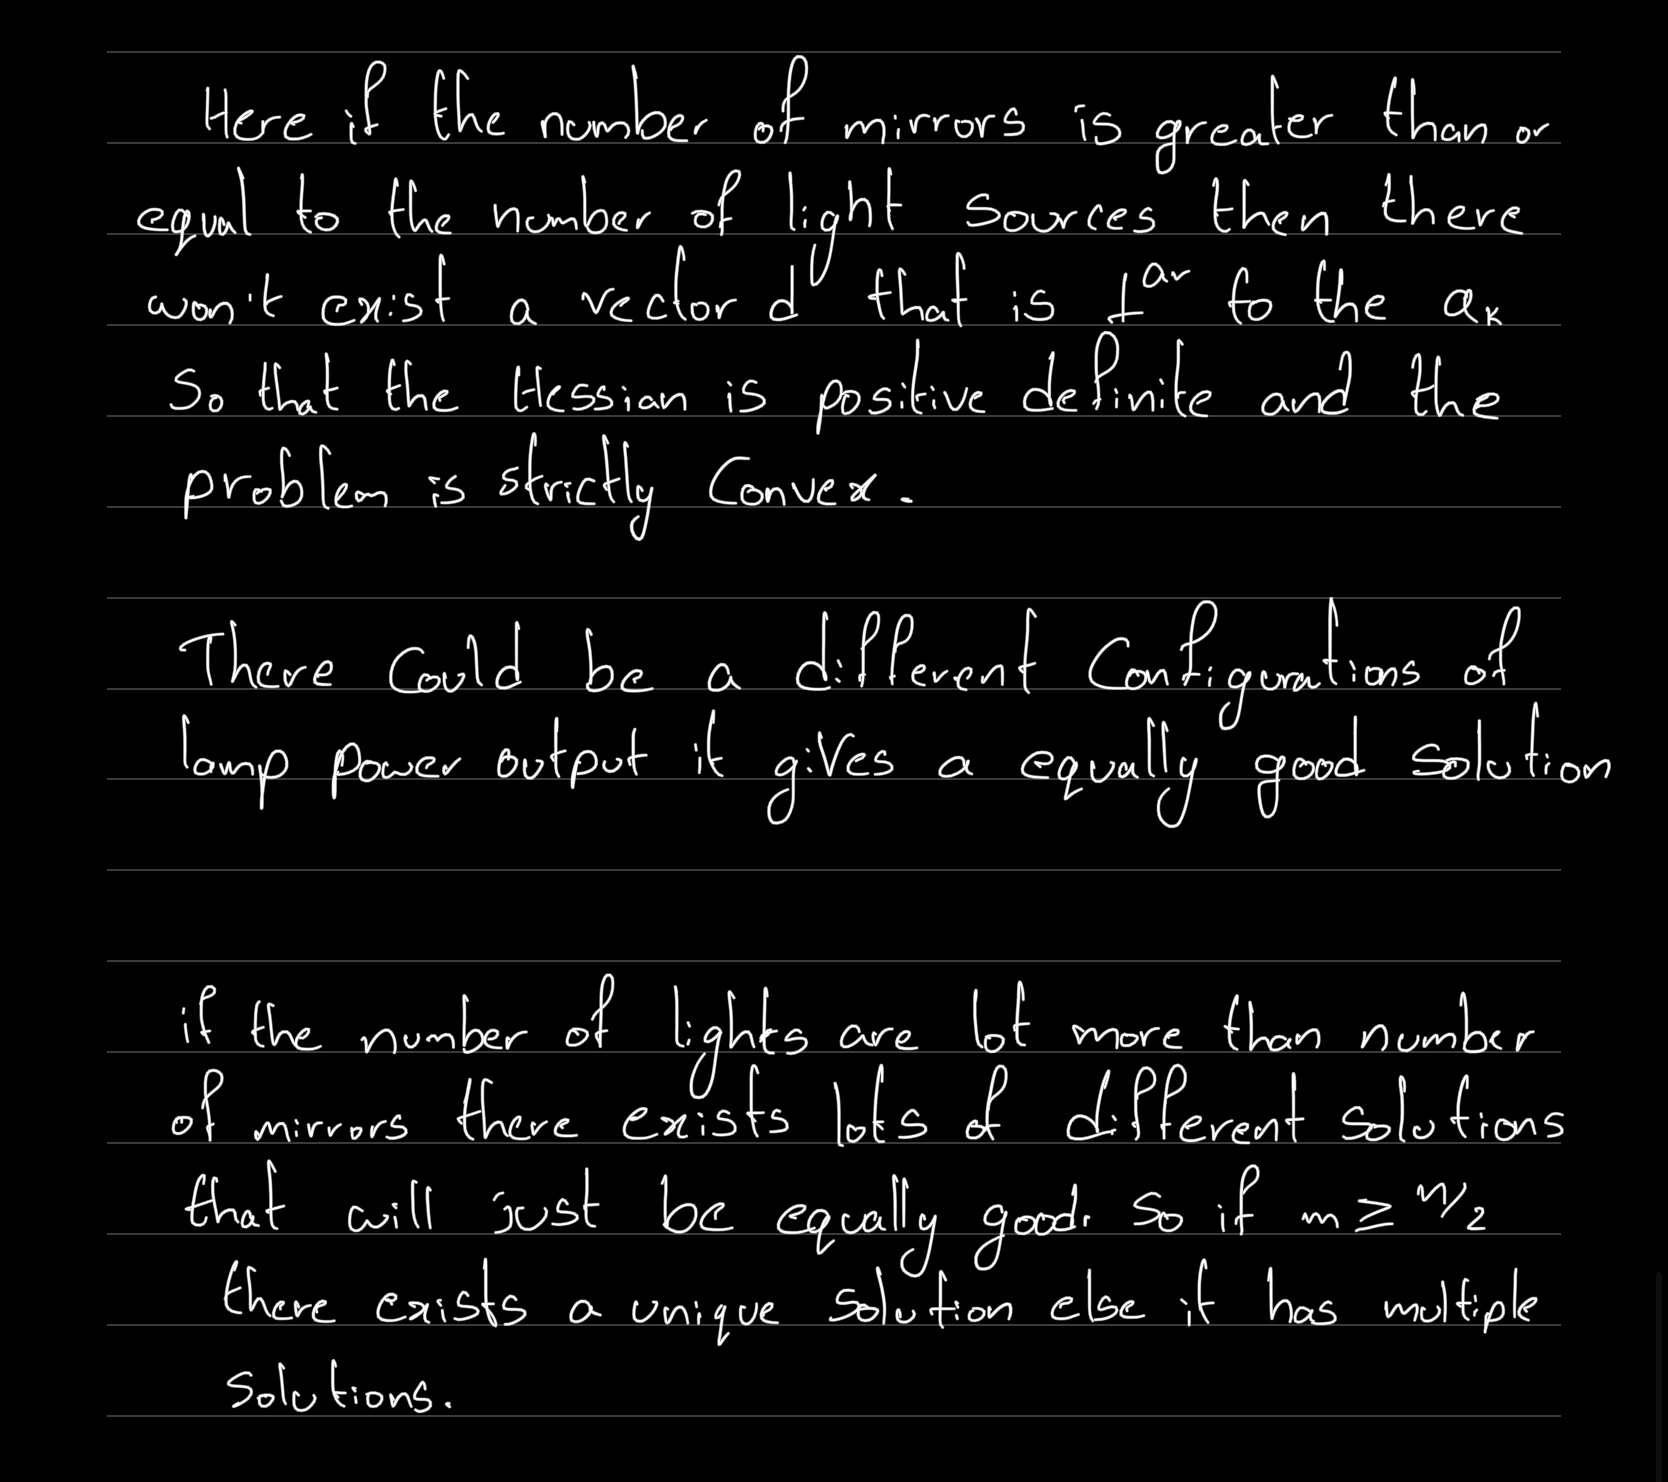 Here if the number of mirrors is greater than or
equal to the number of light sources then there
won't exist a vector d that is ⊥ar to the aₖ
So that the Hessian is positive definite and the
problem is strictly Convex.
There Could be a different Configurations of
lamp power output it gives a equally good solution
if the number of lights are lot more than number
of mirrors there exists lots of different solutions
that will just be equally good. So if m ≥ n/2
there exists a unique solution else it has multiple
solutions.